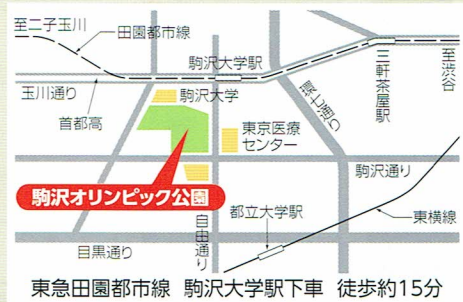 至二子玉川
田園都市線
駒沢大学駅
三軒茶屋駅
至渋谷
玉川通り
首都高
駒沢大学
東京医療
センター
駒沢通り
駒沢オリンピック公園
自由通り
都立大学駅
東横線
目黒通り
東急田園都市線 駒沢大学駅下車 徒歩約15分